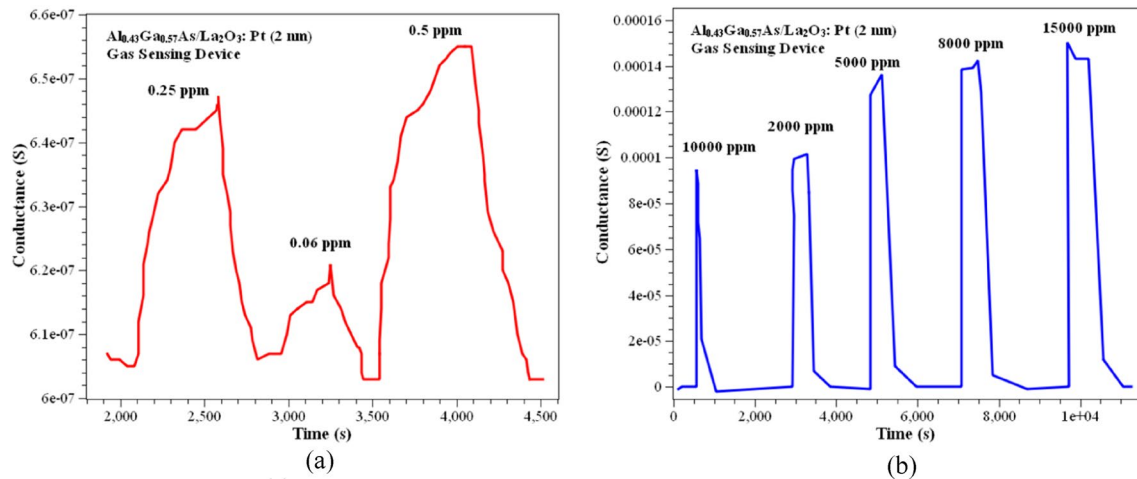 Al₀.₄₃Ga₀.₅₇As/La₂O₃: Pt (2 nm)
Gas Sensing Device
0.25 ppm
0.06 ppm
0.5 ppm
6.6e-07
6.5e-07
6.4e-07
6.3e-07
6.2e-07
6.1e-07
6e-07
Conductance (S)
2,000
2,500
3,000
3,500
4,000
4,500
Time (s)
(a)
Al₀.₄₃Ga₀.₅₇As/La₂O₃: Pt (2 nm)
Gas Sensing Device
10000 ppm
2000 ppm
5000 ppm
8000 ppm
15000 ppm
0.00016
0.00014
0.00012
0.0001
8e-05
6e-05
4e-05
2e-05
0
Conductance (S)
0
2,000
4,000
6,000
8,000
1e+04
Time (s)
(b)